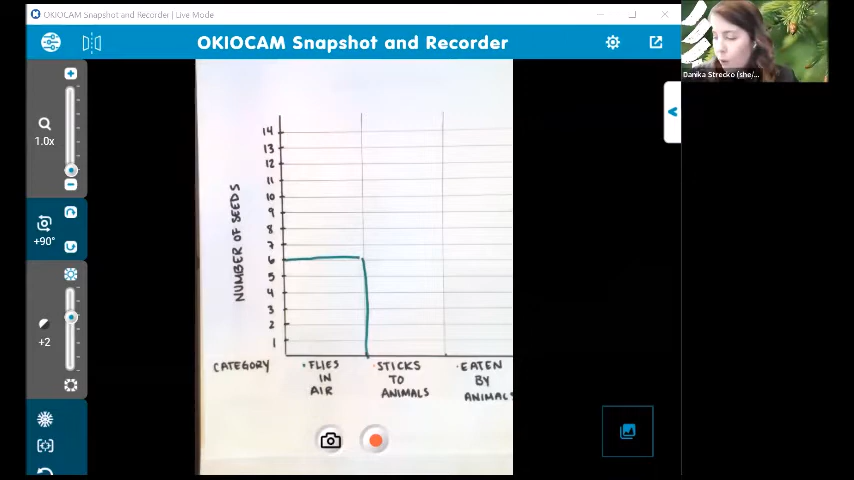 OKIOCAM Snapshot and Recorder | Live Mode
OKIOCAM Snapshot and Recorder
Danika Strecko (she/...
1.0x
+90°
+2
NUMBER OF SEEDS
14
13
12
11
10
9
8
7
6
5
4
3
2
1
CATEGORY
• FLIES
IN
AIR
• STICKS
TO
ANIMALS
• EATEN
BY
ANIMALS